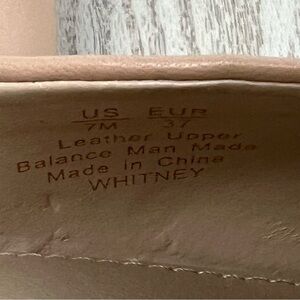 US EUR
7M 37
Leather Upper
Balance Man Made
Made in China
WHITNEY